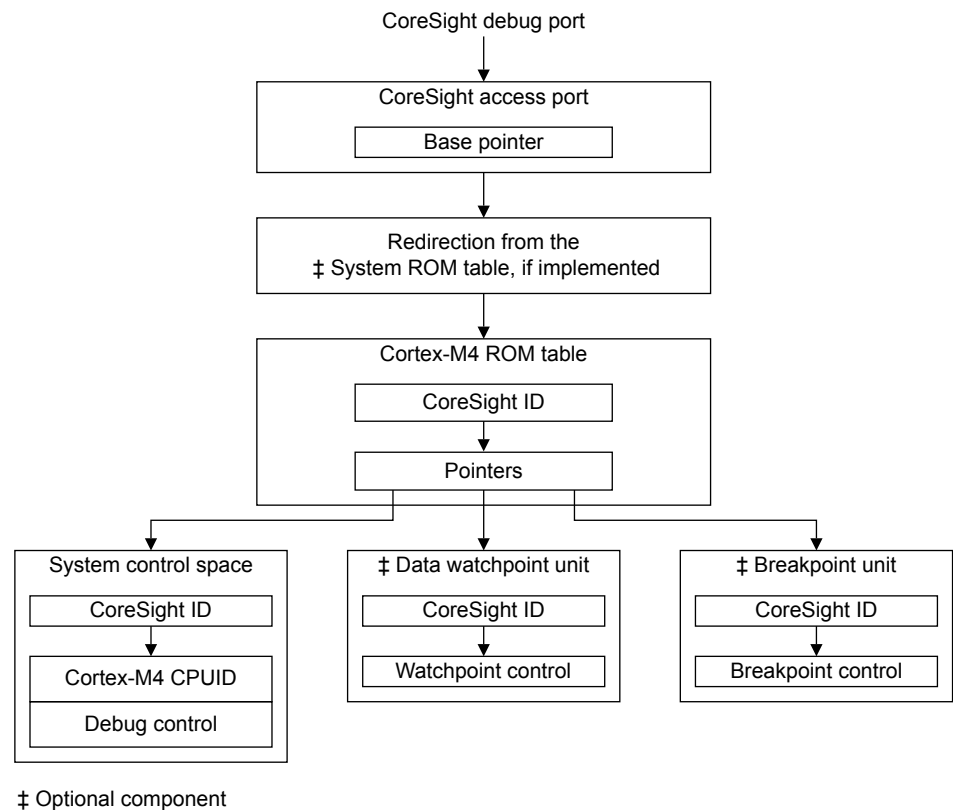 CoreSight debug port
CoreSight access port
Base pointer
Redirection from the
‡ System ROM table, if implemented
Cortex-M4 ROM table
CoreSight ID
Pointers
System control space
CoreSight ID
Cortex-M4 CPUID
Debug control
‡ Data watchpoint unit
CoreSight ID
Watchpoint control
‡ Breakpoint unit
CoreSight ID
Breakpoint control
‡ Optional component